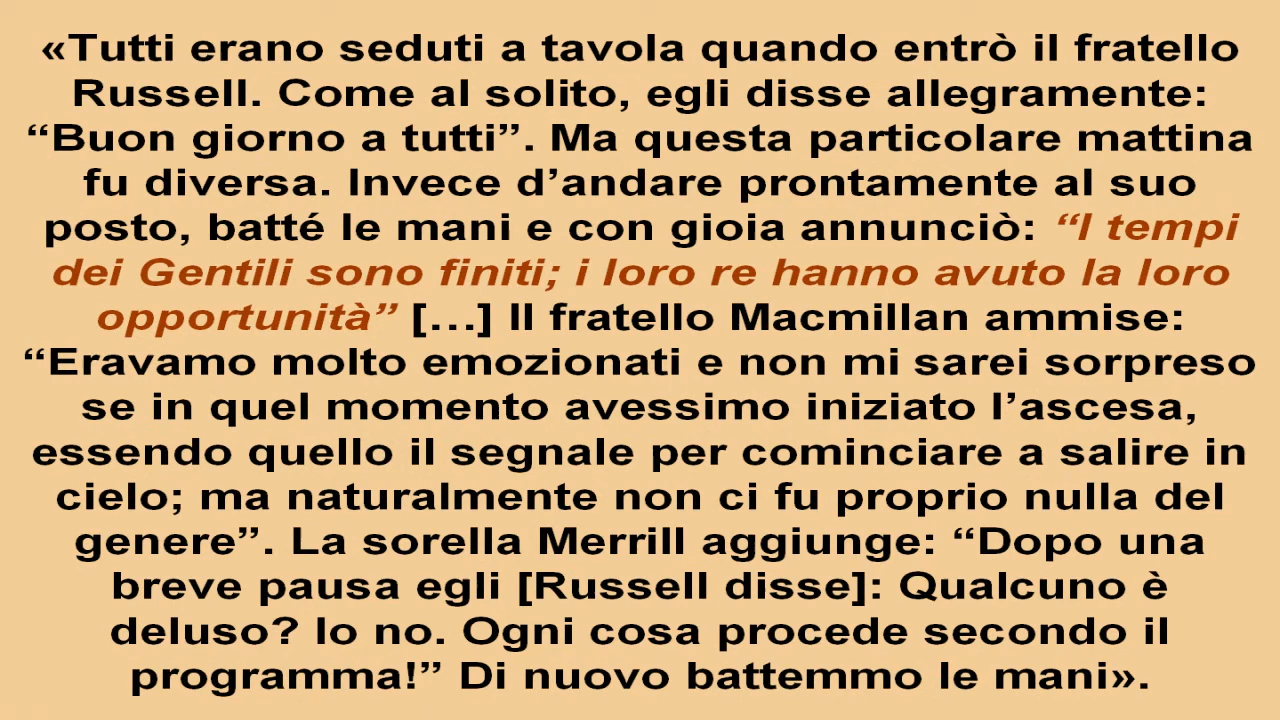 «Tutti erano seduti a tavola quando entrò il fratello
Russell. Come al solito, egli disse allegramente:
“Buon giorno a tutti”. Ma questa particolare mattina
fu diversa. Invece d’andare prontamente al suo
posto, batté le mani e con gioia annunciò: “I tempi
dei Gentili sono finiti; i loro re hanno avuto la loro
opportunità” […] Il fratello Macmillan ammise:
“Eravamo molto emozionati e non mi sarei sorpreso
se in quel momento avessimo iniziato l’ascesa,
essendo quello il segnale per cominciare a salire in
cielo; ma naturalmente non ci fu proprio nulla del
genere”. La sorella Merrill aggiunge: “Dopo una
breve pausa egli [Russell disse]: Qualcuno è
deluso? Io no. Ogni cosa procede secondo il
programma!” Di nuovo battemmo le mani».